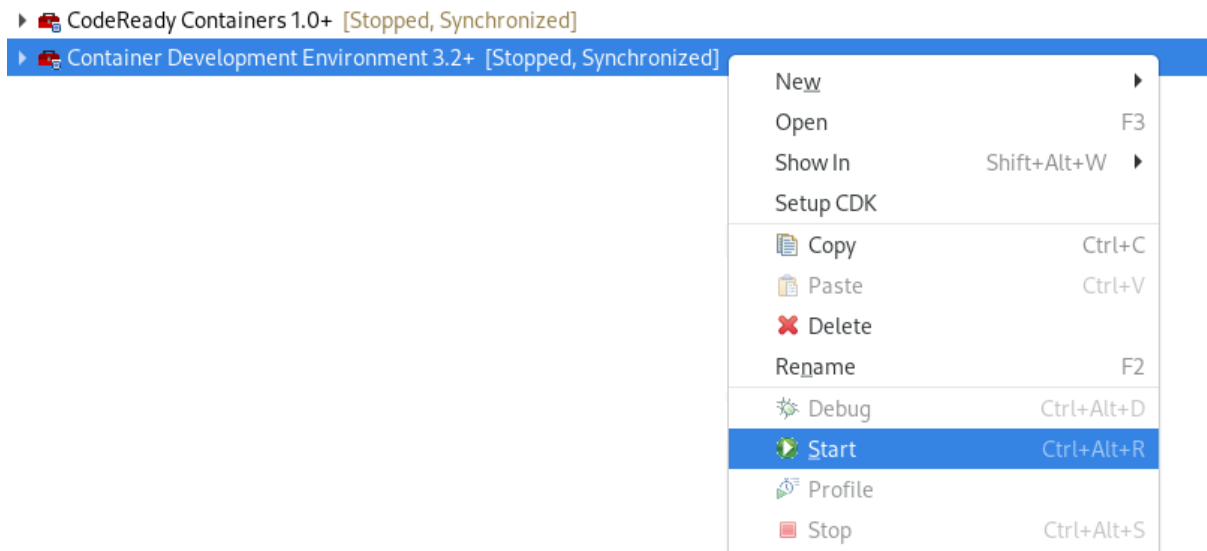 CodeReady Containers 1.0+ [Stopped, Synchronized]
Container Development Environment 3.2+ [Stopped, Synchronized]
New
Open F3
Show In Shift+Alt+W
Setup CDK
Copy Ctrl+C
Paste Ctrl+V
Delete
Rename F2
Debug Ctrl+Alt+D
Start Ctrl+Alt+R
Profile
Stop Ctrl+Alt+S